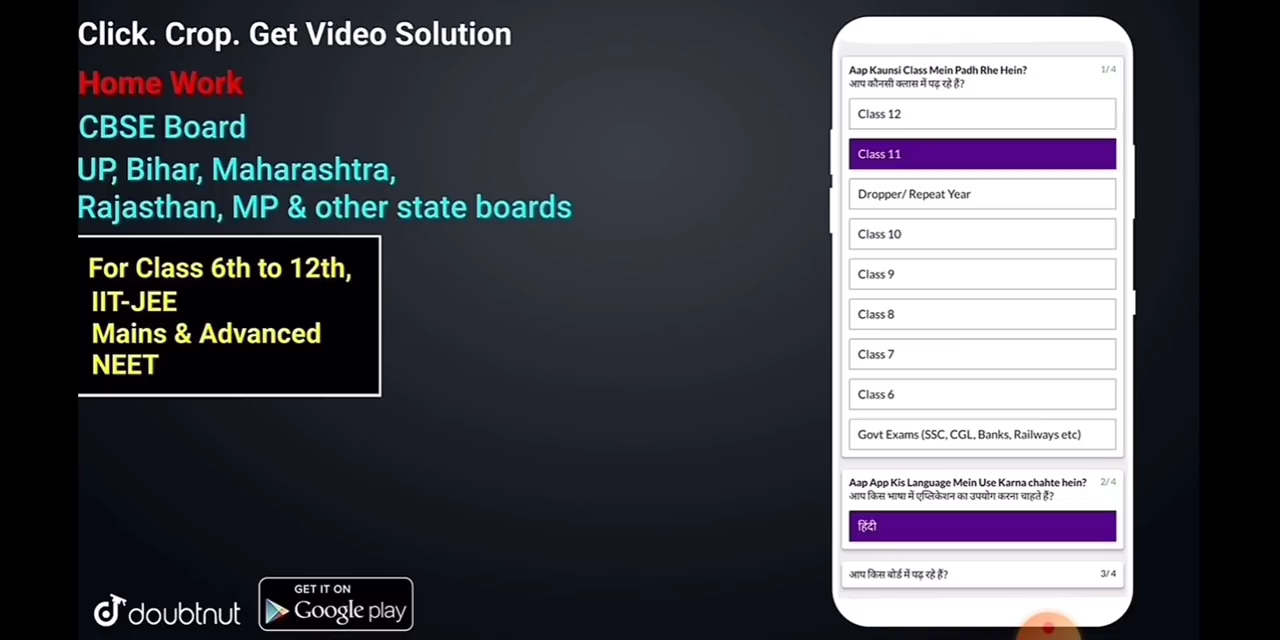 Click. Crop. Get Video Solution
Home Work
CBSE Board
UP, Bihar, Maharashtra,
Rajasthan, MP & other state boards
For Class 6th to 12th,
IIT-JEE
Mains & Advanced
NEET
doubtnut
GET IT ON
Google play
Aap Kaunsi Class Mein Padh Rhe Hein? 1/4
आप कौनसी क्लास में पढ़ रहे हैं?
Class 12
Class 11
Dropper/ Repeat Year
Class 10
Class 9
Class 8
Class 7
Class 6
Govt Exams (SSC, CGL, Banks, Railways etc)
Aap App Kis Language Mein Use Karna chahte hein? 2/4
आप किस भाषा में एप्लिकेशन का उपयोग करना चाहते हैं?
हिंदी
आप किस बोर्ड में पढ़ रहे हैं? 3/4